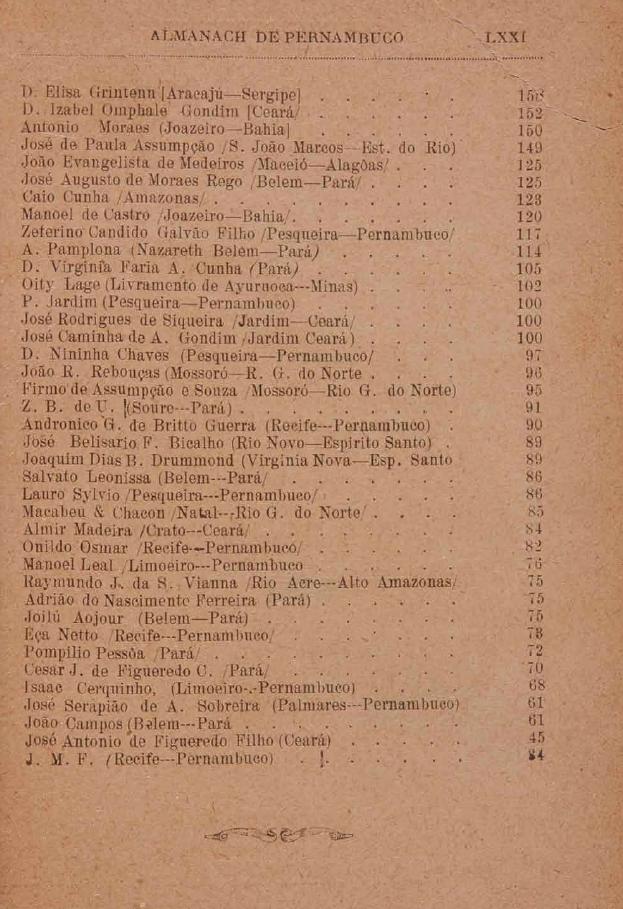 ALMANACH DE PERNAMBUCO LXXI
D. Elisa Grintenn [Aracajú—Sergipe] . . . . . . 158
D. Izabel Omphale Gondim [Ceará/ . . . . . . 152
Antonio Moraes (Joazeiro—Bahia] . . . . . . 150
José de Paula Assumpção /S. João Marcos—Est. do Rio) 149
João Evangelista de Medeiros /Maceió—Alagôas/ . . . 125
José Augusto de Moraes Rego /Belem—Pará/ . . . . 125
Caio Cunha /Amazonas/ . . . . . . . . . 123
Manoel de Castro /Joazeiro—Bahia/. . . . . . . 120
Zeferino Candido Galvão Filho /Pesqueira—Pernambuco/ 117
A. Pamplona (Nazareth Belem—Pará) . . . . . 114
D. Virginia Faria A. Cunha (Pará) . . . . . . 105
Oity Lage (Livramento de Ayuruoca---Minas) . . . . 102
P. Jardim (Pesqueira—Pernambuco) . . . . . . 100
José Rodrigues de Siqueira /Jardim—Ceará/ . . . . 100
José Caminha de A. Gondim /Jardim Ceará) . . . . 100
D. Nininha Chaves (Pesqueira—Pernambuco/ . . . 97
João R. Rebouças (Mossoró—R. G. do Norte . . . . 96
Firmo de Assumpção e Souza /Mossoró—Rio G. do Norte) 95
Z. B. de U. (Soure---Pará) . . . . . . . . . 91
Andronico G. de Britto Guerra (Recife—Pernambuco) . 90
José Belisario F. Bicalho (Rio Novo—Espirito Santo) . 89
Joaquim Dias B. Drummond (Virginia Nova—Esp. Santo 89
Salvato Leonissa (Belem---Pará/ . . . . . . . 86
Lauro Sylvio /Pesqueira---Pernambuco/ . . . . . 86
Macabeu & Chacon /Natal---Rio G. do Norte/ . . . . 85
Almir Madeira /Crato---Ceará/ . . . . . . . . 84
Onildo Osmar /Recife---Pernambuco/ . . . . . . 82
Manoel Leal /Limoeiro---Pernambuco . . . . . . 76
Raymundo J. da S. Vianna /Rio Acre---Alto Amazonas/ 75
Adrião do Nascimento Ferreira (Pará) . . . . . . 75
Joilú Aojour (Belem—Pará) . . . . . . . . 75
Eça Netto /Recife---Pernambuco/ . . . . . . . 73
Pompilio Pessôa /Pará/ . . . . . . . . . . 72
Cesar J. de Figueredo C. /Pará/ . . . . . . . 70
Isaac Cerquinho, (Limoeiro-.-Pernambuco) . . . . 68
José Serapião de A. Sobreira (Palmares---Pernambuco) 61
João Campos (Belem---Pará . . . . . . . . . 61
José Antonio de Figueredo Filho (Ceará) . . . . . 45
J. M. F. (Recife---Pernambuco) . . . . . . . 84